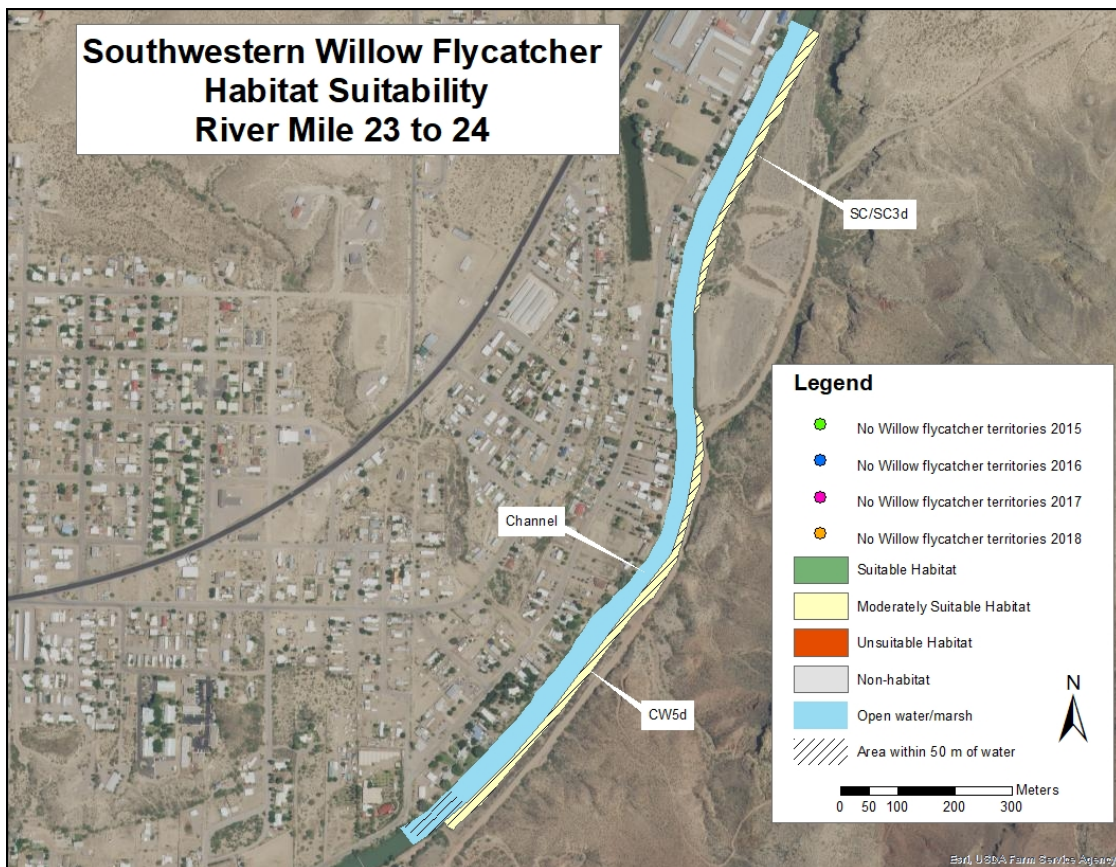 Southwestern Willow Flycatcher
Habitat Suitability
River Mile 23 to 24
SC/SC3d
Channel
CW5d
Legend
No Willow flycatcher territories 2015
No Willow flycatcher territories 2016
No Willow flycatcher territories 2017
No Willow flycatcher territories 2018
Suitable Habitat
Moderately Suitable Habitat
Unsuitable Habitat
Non-habitat
Open water/marsh
Area within 50 m of water
N
Meters
0 50 100 200 300
Esri, USDA Farm Service Agency